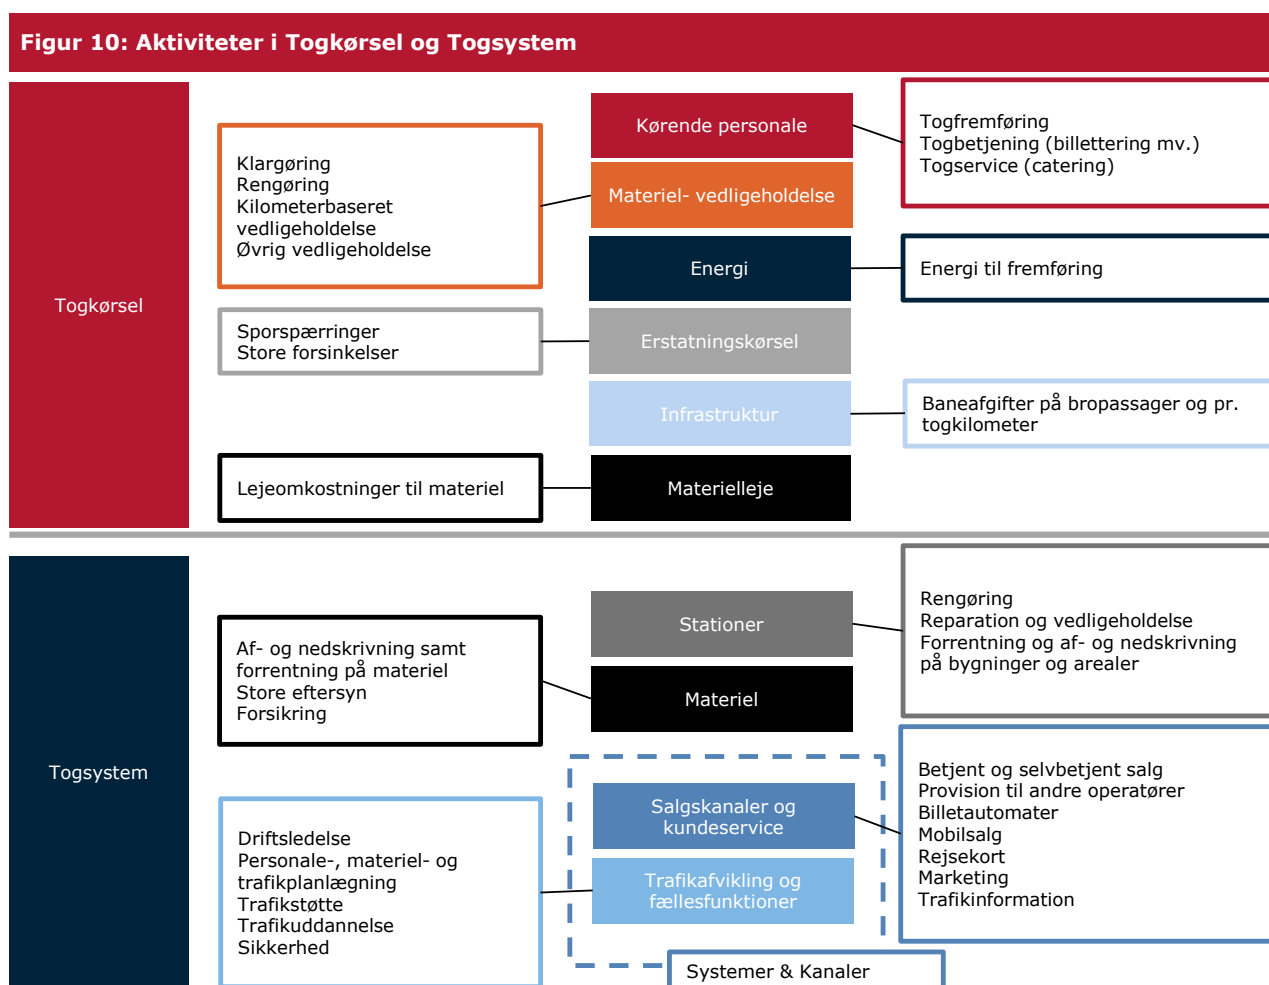 Figur 10: Aktiviteter i Togkørsel og Togsystem
Togkørsel
Klargøring
Rengøring
Kilometerbaseret
vedligeholdelse
Øvrig vedligeholdelse
Sporspærringer
Store forsinkelser
Lejeomkostninger til materiel
Kørende personale
Materiel- vedligeholdelse
Energi
Erstatningskørsel
Infrastruktur
Materielleje
Togfremføring
Togbetjening (billettering mv.)
Togservice (catering)
Energi til fremføring
Baneafgifter på bropassager og pr.
togkilometer
Togsystem
Af- og nedskrivning samt
forrentning på materiel
Store eftersyn
Forsikring
Driftsledelse
Personale-, materiel- og
trafikplanlægning
Trafikstøtte
Trafikuddannelse
Sikkerhed
Stationer
Materiel
Salgskanaler og
kundeservice
Trafikafvikling og
fællesfunktioner
Systemer & Kanaler
Rengøring
Reparation og vedligeholdelse
Forrentning og af- og nedskrivning
på bygninger og arealer
Betjent og selvbetjent salg
Provision til andre operatører
Billetautomater
Mobilsalg
Rejsekort
Marketing
Trafikinformation